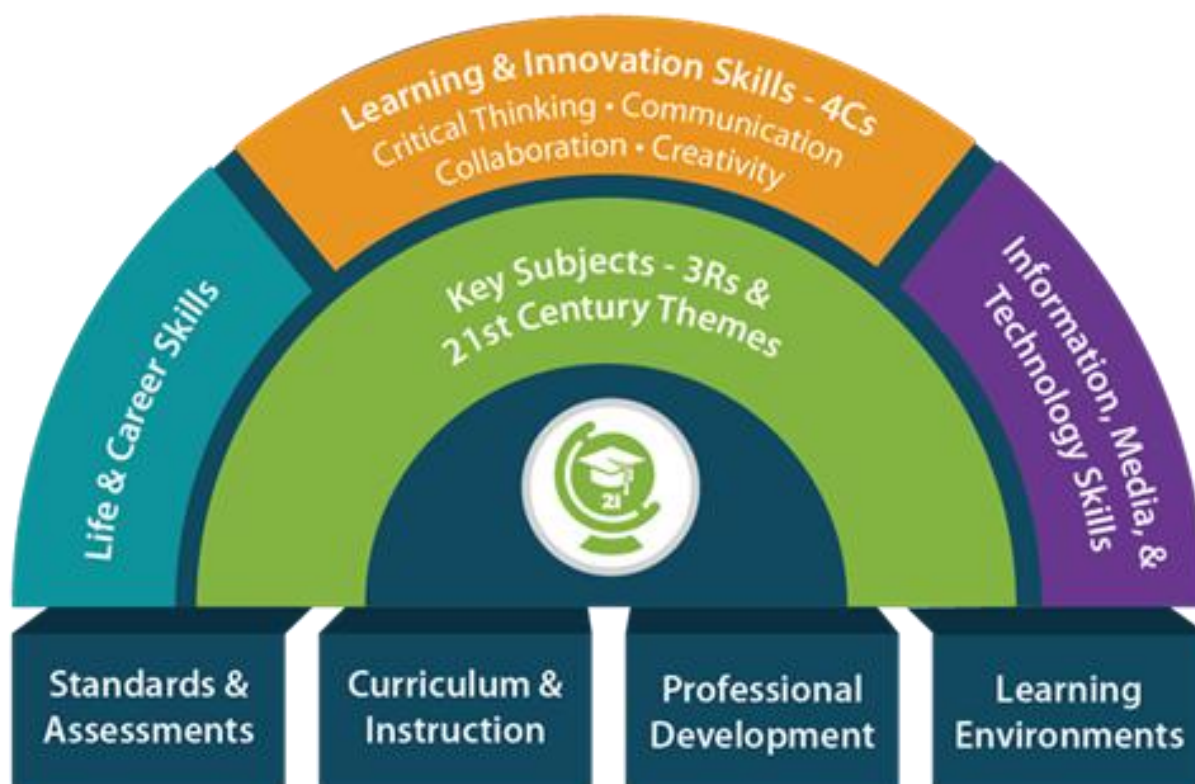 Learning & Innovation Skills - 4Cs
Critical Thinking • Communication
Collaboration • Creativity
Life & Career Skills
Key Subjects - 3Rs &
21st Century Themes
Information, Media, &
Technology Skills
21
Standards &
Assessments
Curriculum &
Instruction
Professional
Development
Learning
Environments